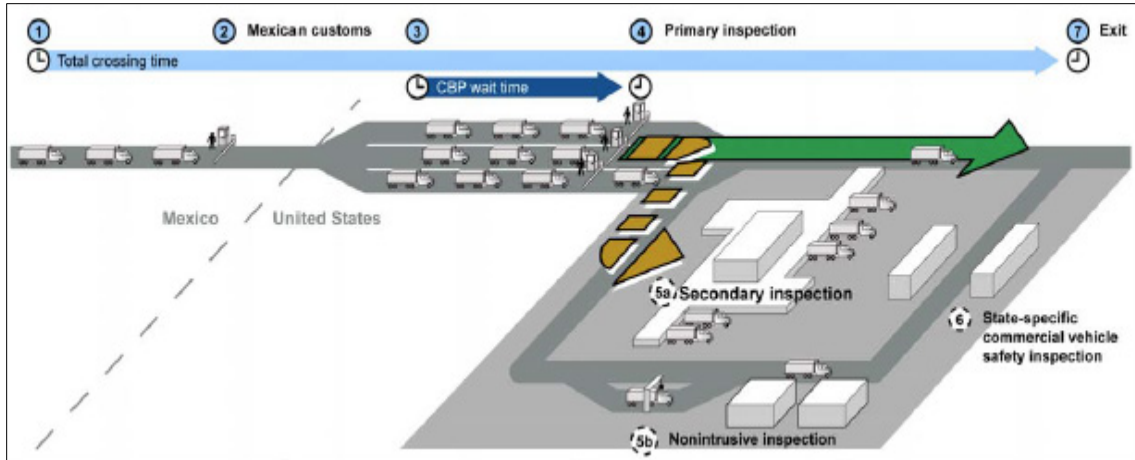 1
2 Mexican customs
3
4 Primary inspection
7 Exit
Total crossing time
CBP wait time
Mexico
United States
5a Secondary inspection
6 State-specific
commercial vehicle
safety inspection
5b Nonintrusive inspection